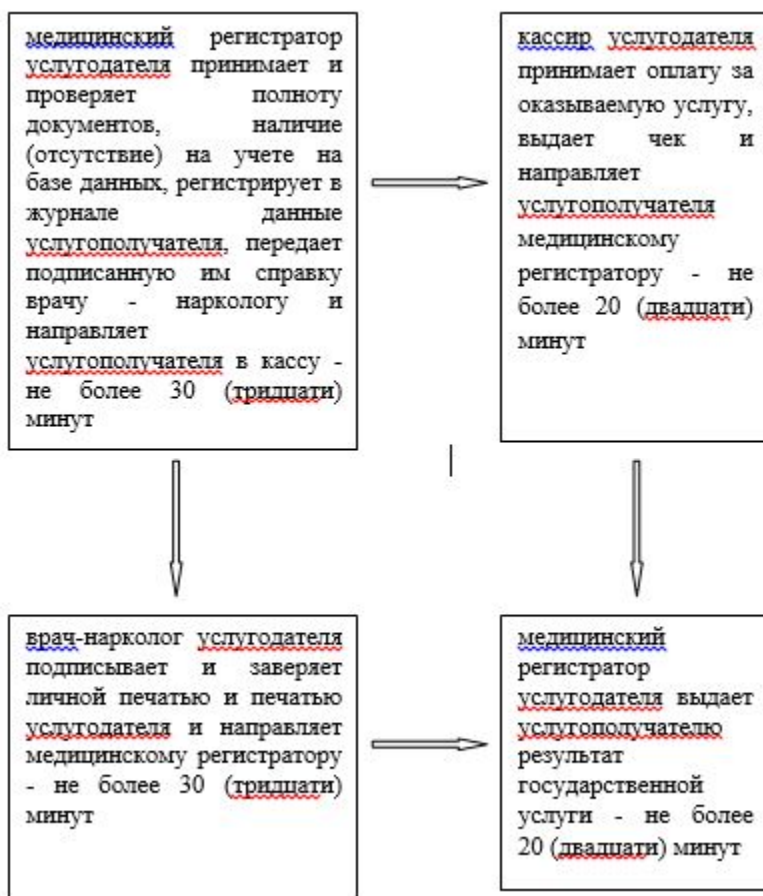 медицинский регистратор
услугодателя принимает и
проверяет полноту
документов, наличие
(отсутствие) на учете на
базе данных, регистрирует в
журнале данные
услугополучателя, передает
подписанную им справку
врачу - наркологу и
направляет
услугополучателя в кассу -
не более 30 (тридцати)
минут
кассир услугодателя
принимает оплату за
оказываемую услугу,
выдает чек и
направляет
услугополучателя
медицинскому
регистратору - не
более 20 (двадцати)
минут
врач-нарколог услугодателя
подписывает и заверяет
личной печатью и печатью
услугодателя и направляет
медицинскому регистратору
- не более 30 (тридцати)
минут
медицинский
регистратор
услугодателя выдает
услугополучателю
результат
государственной
услуги - не более
20 (двадцати) минут